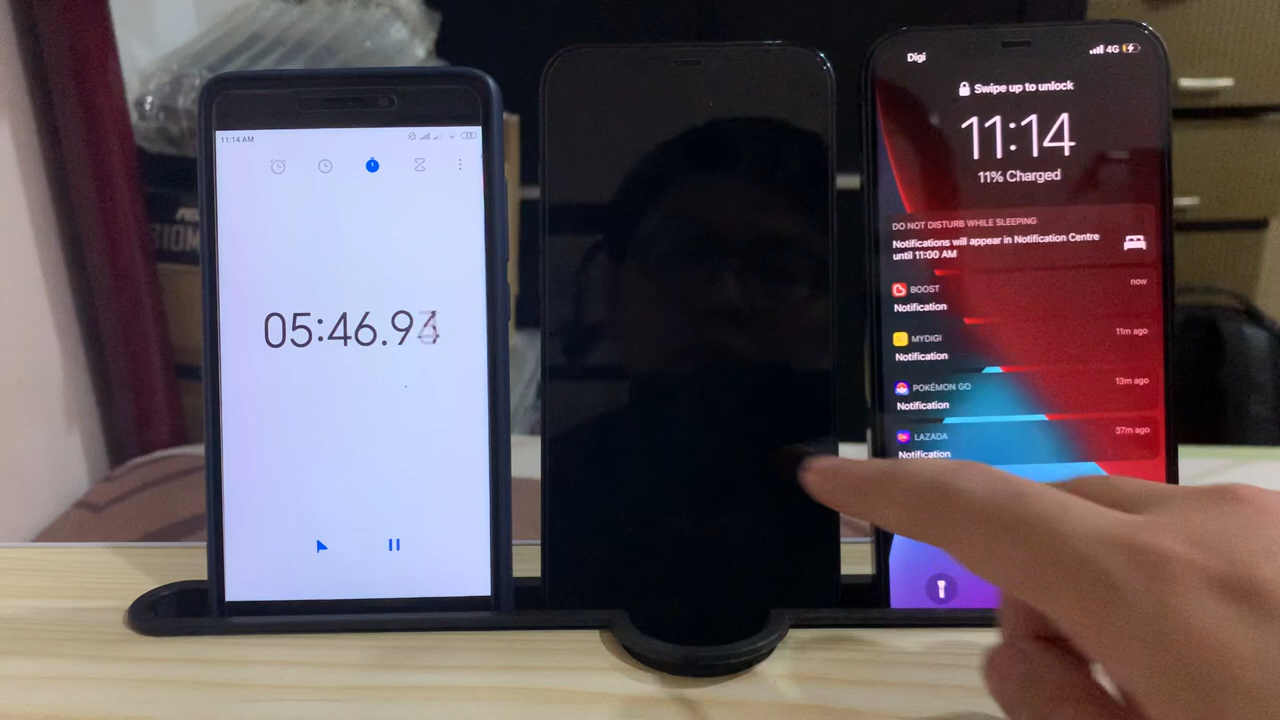 11:14 AM
05:46.9
Digi
4G
Swipe up to unlock
11:14
11% Charged
DO NOT DISTURB WHILE SLEEPING
Notifications will appear in Notification Centre
until 11:00 AM
BOOST
now
Notification
MYDIGI
11m ago
Notification
POKÉMON GO
13m ago
Notification
LAZADA
37m ago
Notification